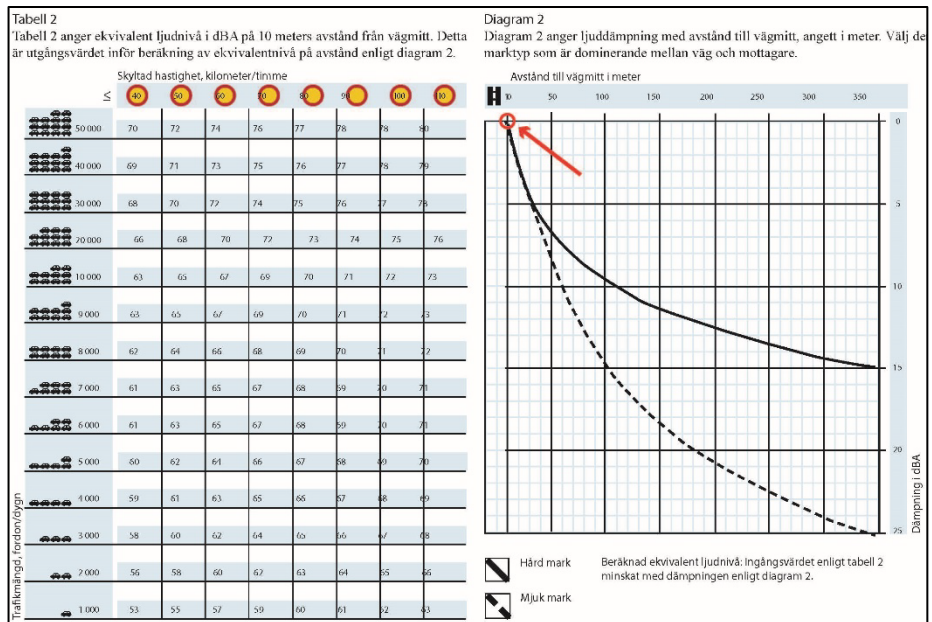 Tabell 2
Tabell 2 anger ekvivalent ljudnivå i dBA på 10 meters avstånd från vägmitt. Detta
är utgångsvärdet inför beräkning av ekvivalentnivå på avstånd enligt diagram 2.
Skyltad hastighet, kilometer/timme
≤ 40 50 60 70 80 90 100 110
50 000 70 72 74 76 77 78 78 80
40 000 69 71 73 75 76 77 78 79
30 000 68 70 72 74 75 76 77 78
20 000 66 68 70 72 73 74 75 76
10 000 63 65 67 69 70 71 72 73
9 000 63 65 67 69 70 71 72 73
8 000 62 64 66 68 69 70 71 72
7 000 61 63 65 67 68 69 70 71
6 000 61 63 65 67 68 69 70 71
5 000 60 62 64 66 67 68 69 70
4 000 59 61 63 65 66 67 68 69
3 000 58 60 62 64 65 66 67 68
2 000 56 58 60 62 63 64 65 66
1 000 53 55 57 59 60 61 62 63
Trafikmängd, fordon/dygn
Diagram 2
Diagram 2 anger ljuddämpning med avstånd till vägmitt, angett i meter. Välj de
marktyp som är dominerande mellan väg och mottagare.
Avstånd till vägmitt i meter
10 50 100 150 200 250 300 350
0
5
10
15
20
25
Dämpning i dBA
Hård mark
Mjuk mark
Beräknad ekvivalent ljudnivå: Ingångsvärdet enligt tabell 2
minskat med dämpningen enligt diagram 2.